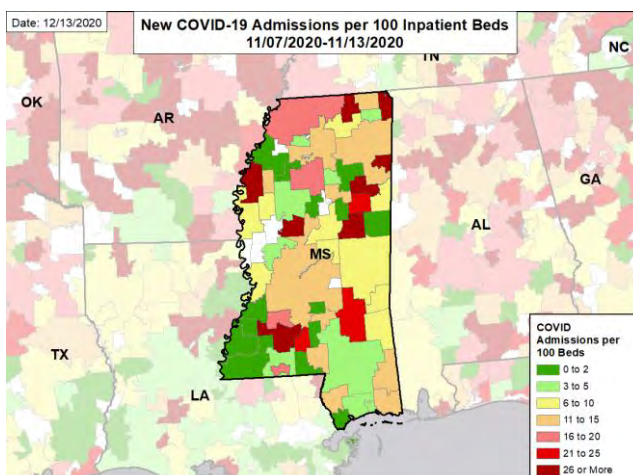 Date: 12/13/2020
New COVID-19 Admissions per 100 Inpatient Beds
11/07/2020-11/13/2020
TN
NC
OK
AR
GA
AL
MS
TX
LA
COVID
Admissions per
100 Beds
0 to 2
3 to 5
6 to 10
11 to 15
16 to 20
21 to 25
26 or More